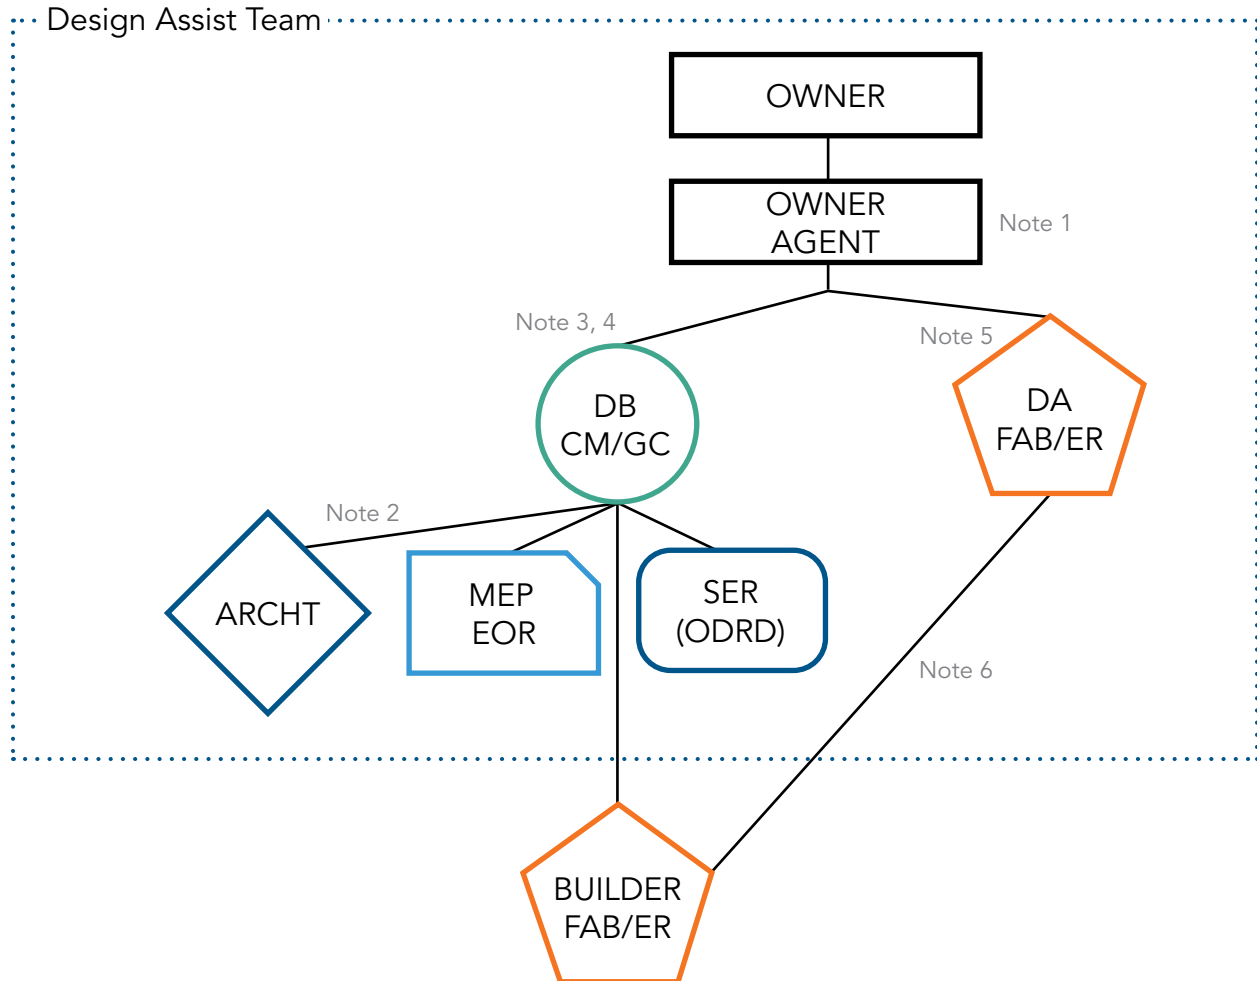 Design Assist Team
OWNER
OWNER
AGENT
Note 1
Note 3, 4
Note 5
DB
CM/GC
DA
FAB/ER
Note 2
ARCHT
MEP
EOR
SER
(ODRD)
Note 6
BUILDER
FAB/ER